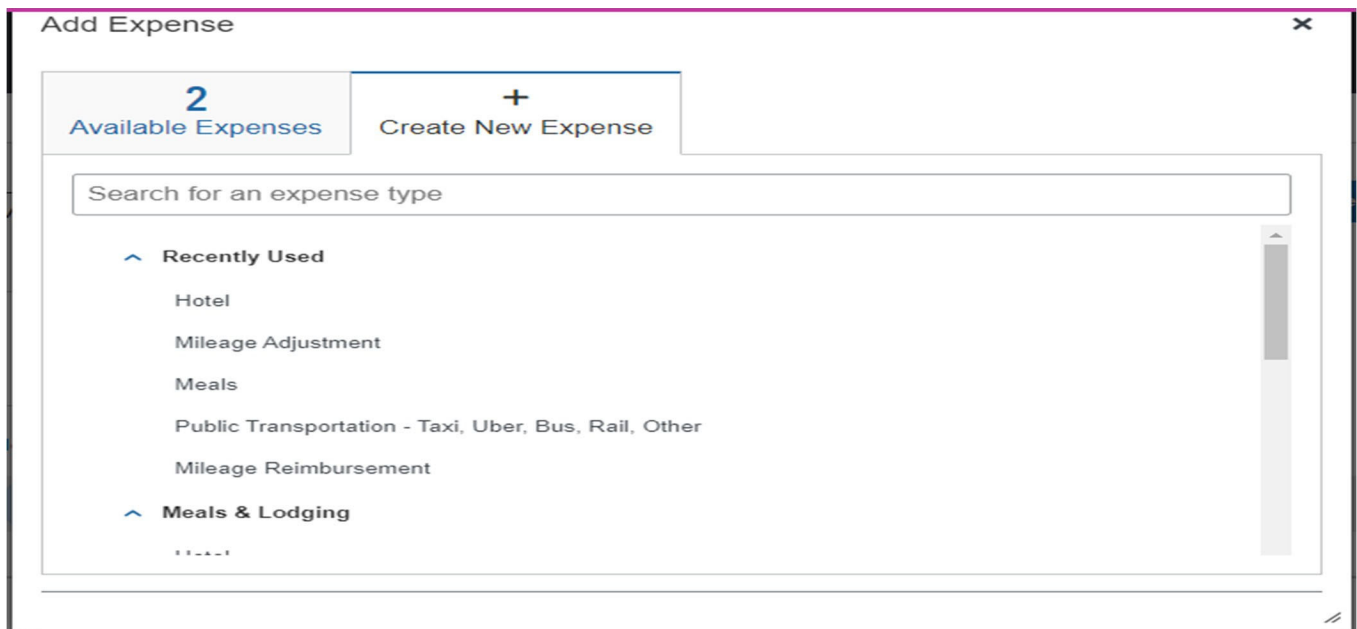 Add Expense
×
2
Available Expenses
+
Create New Expense
Search for an expense type
Recently Used
Hotel
Mileage Adjustment
Meals
Public Transportation - Taxi, Uber, Bus, Rail, Other
Mileage Reimbursement
Meals & Lodging